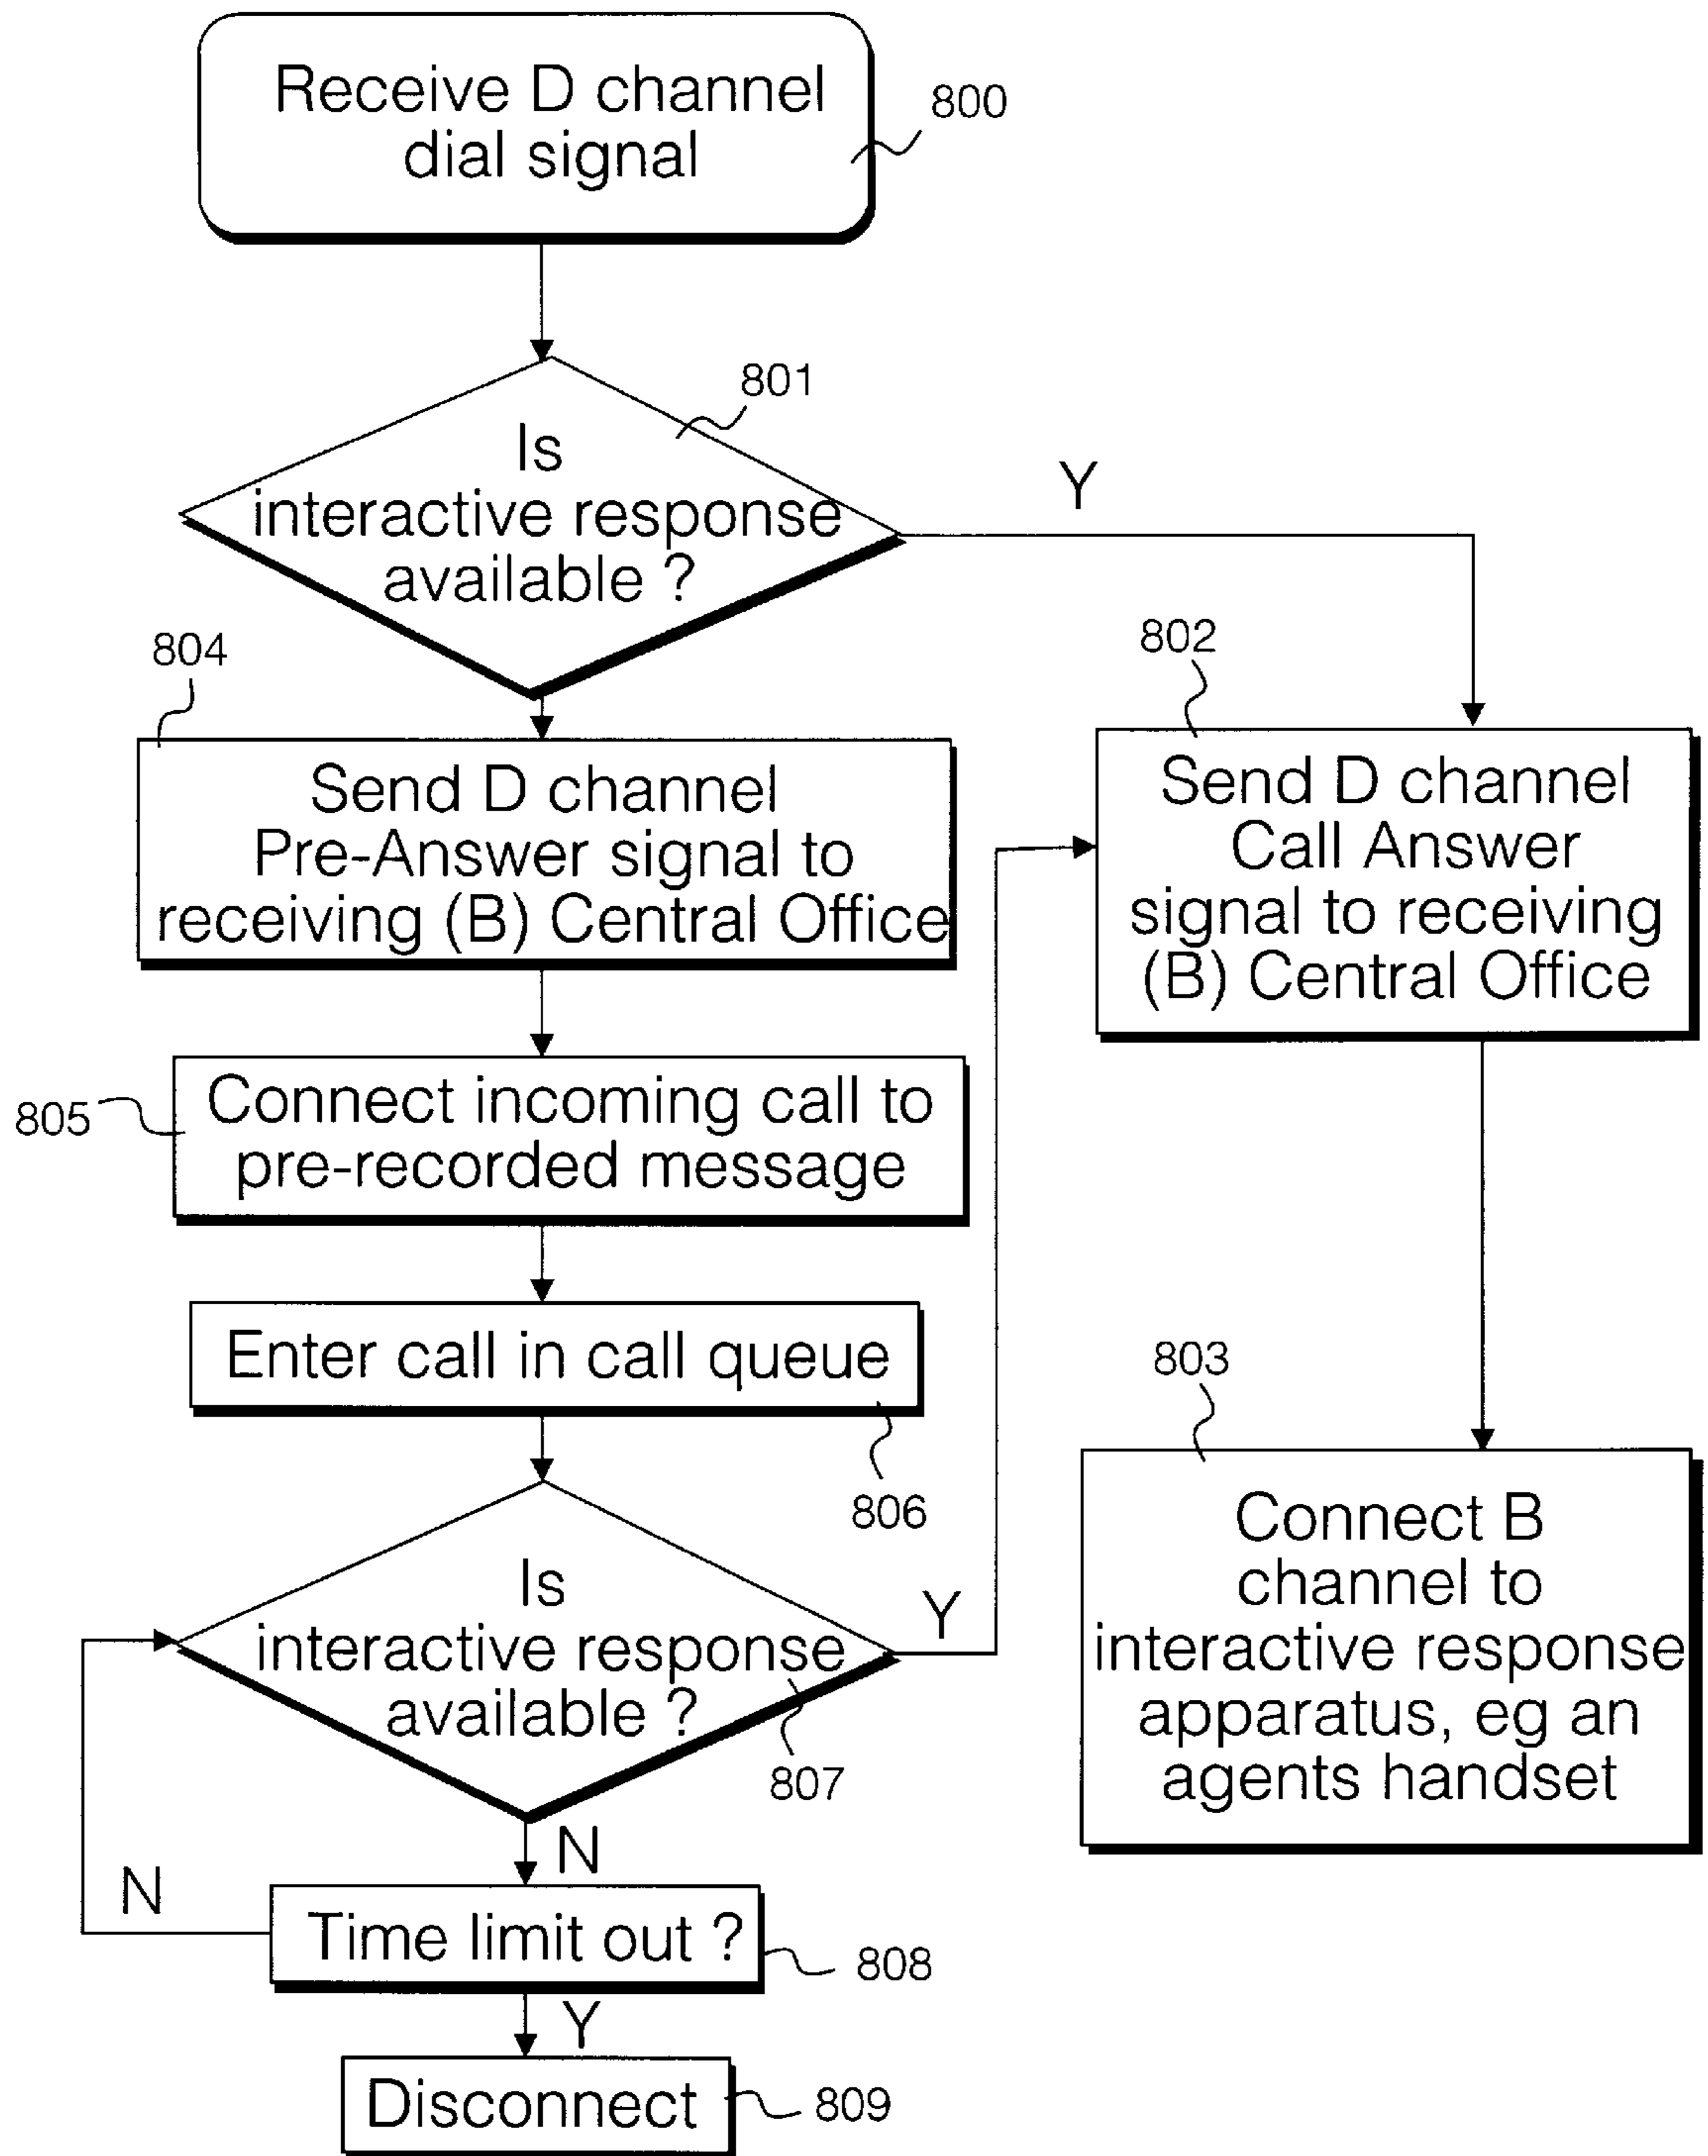 Receive D channel
dial signal
800
801
Is
interactive response
available ?
Y
804
802
Send D channel
Pre-Answer signal to
receiving (B) Central Office
Send D channel
Call Answer
signal to receiving
(B) Central Office
805
Connect incoming call to
pre-recorded message
Enter call in call queue
806
803
Connect B
channel to
interactive response
apparatus, eg an
agents handset
Is
interactive response
available ?
Y
807
N
N
Time limit out ?
808
Y
Disconnect
809